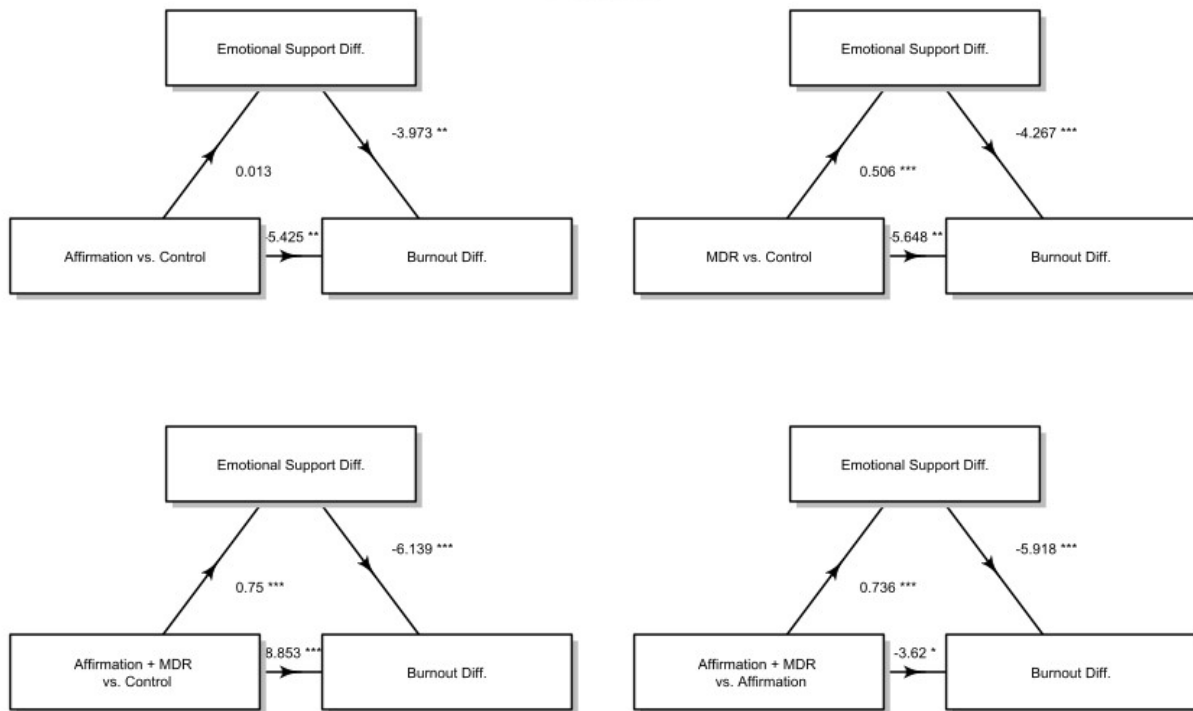 Emotional Support Diff.
Emotional Support Diff.
-3.973 **
-4.267 ***
0.013
0.506 ***
-5.425 **
-5.648 **
Affirmation vs. Control
Burnout Diff.
MDR vs. Control
Burnout Diff.
Emotional Support Diff.
Emotional Support Diff.
-6.139 ***
-5.918 ***
0.75 ***
0.736 ***
8.853 ***
-3.62 *
Affirmation + MDR
vs. Control
Burnout Diff.
Affirmation + MDR
vs. Affirmation
Burnout Diff.